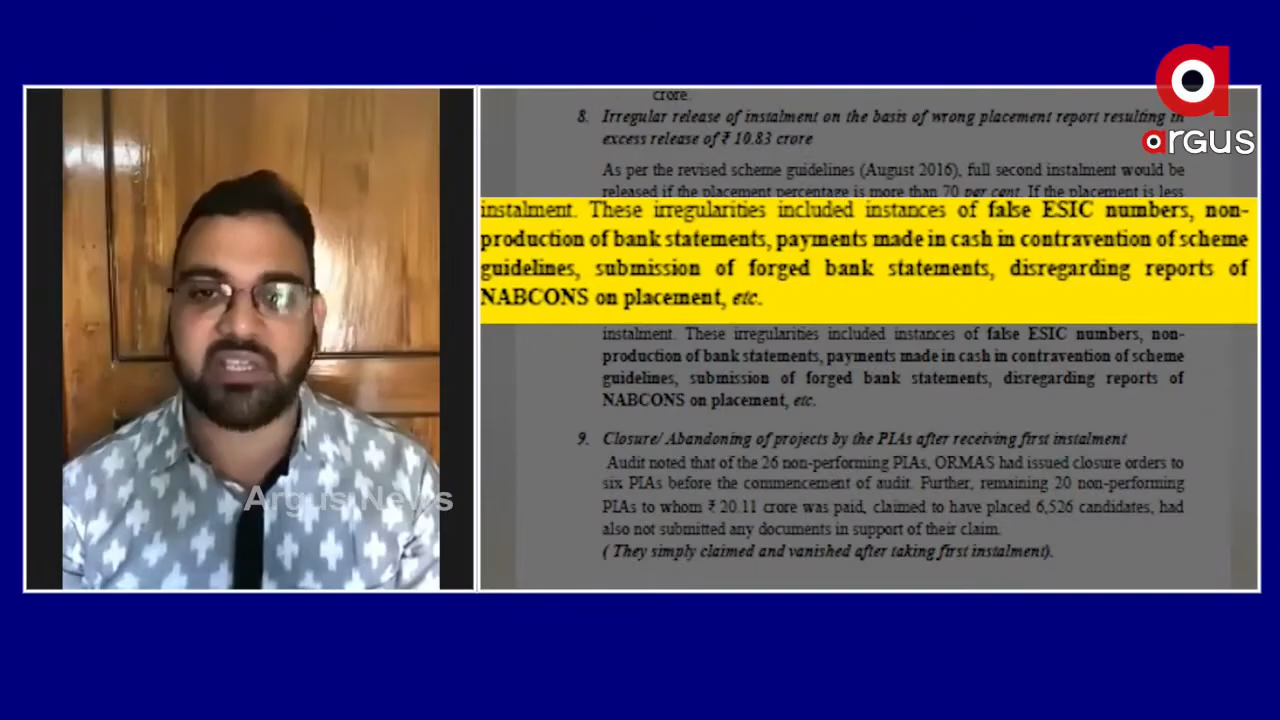 argus
Argus News
crore.
8. Irregular release of instalment on the basis of wrong placement report resulting in
excess release of ₹ 10.83 crore
As per the revised scheme guidelines (August 2016), full second instalment would be
released if the placement percentage is more than 70 per cent. If the placement is less
instalment. These irregularities included instances of false ESIC numbers, non-
production of bank statements, payments made in cash in contravention of scheme
guidelines, submission of forged bank statements, disregarding reports of
NABCONS on placement, etc.
instalment. These irregularities included instances of false ESIC numbers, non-
production of bank statements, payments made in cash in contravention of scheme
guidelines, submission of forged bank statements, disregarding reports of
NABCONS on placement, etc.
9. Closure/ Abandoning of projects by the PIAs after receiving first instalment
Audit noted that of the 26 non-performing PIAs, ORMAS had issued closure orders to
six PIAs before the commencement of audit. Further, remaining 20 non-performing
PIAs to whom ₹ 20.11 crore was paid, claimed to have placed 6,526 candidates, had
also not submitted any documents in support of their claim.
( They simply claimed and vanished after taking first instalment).